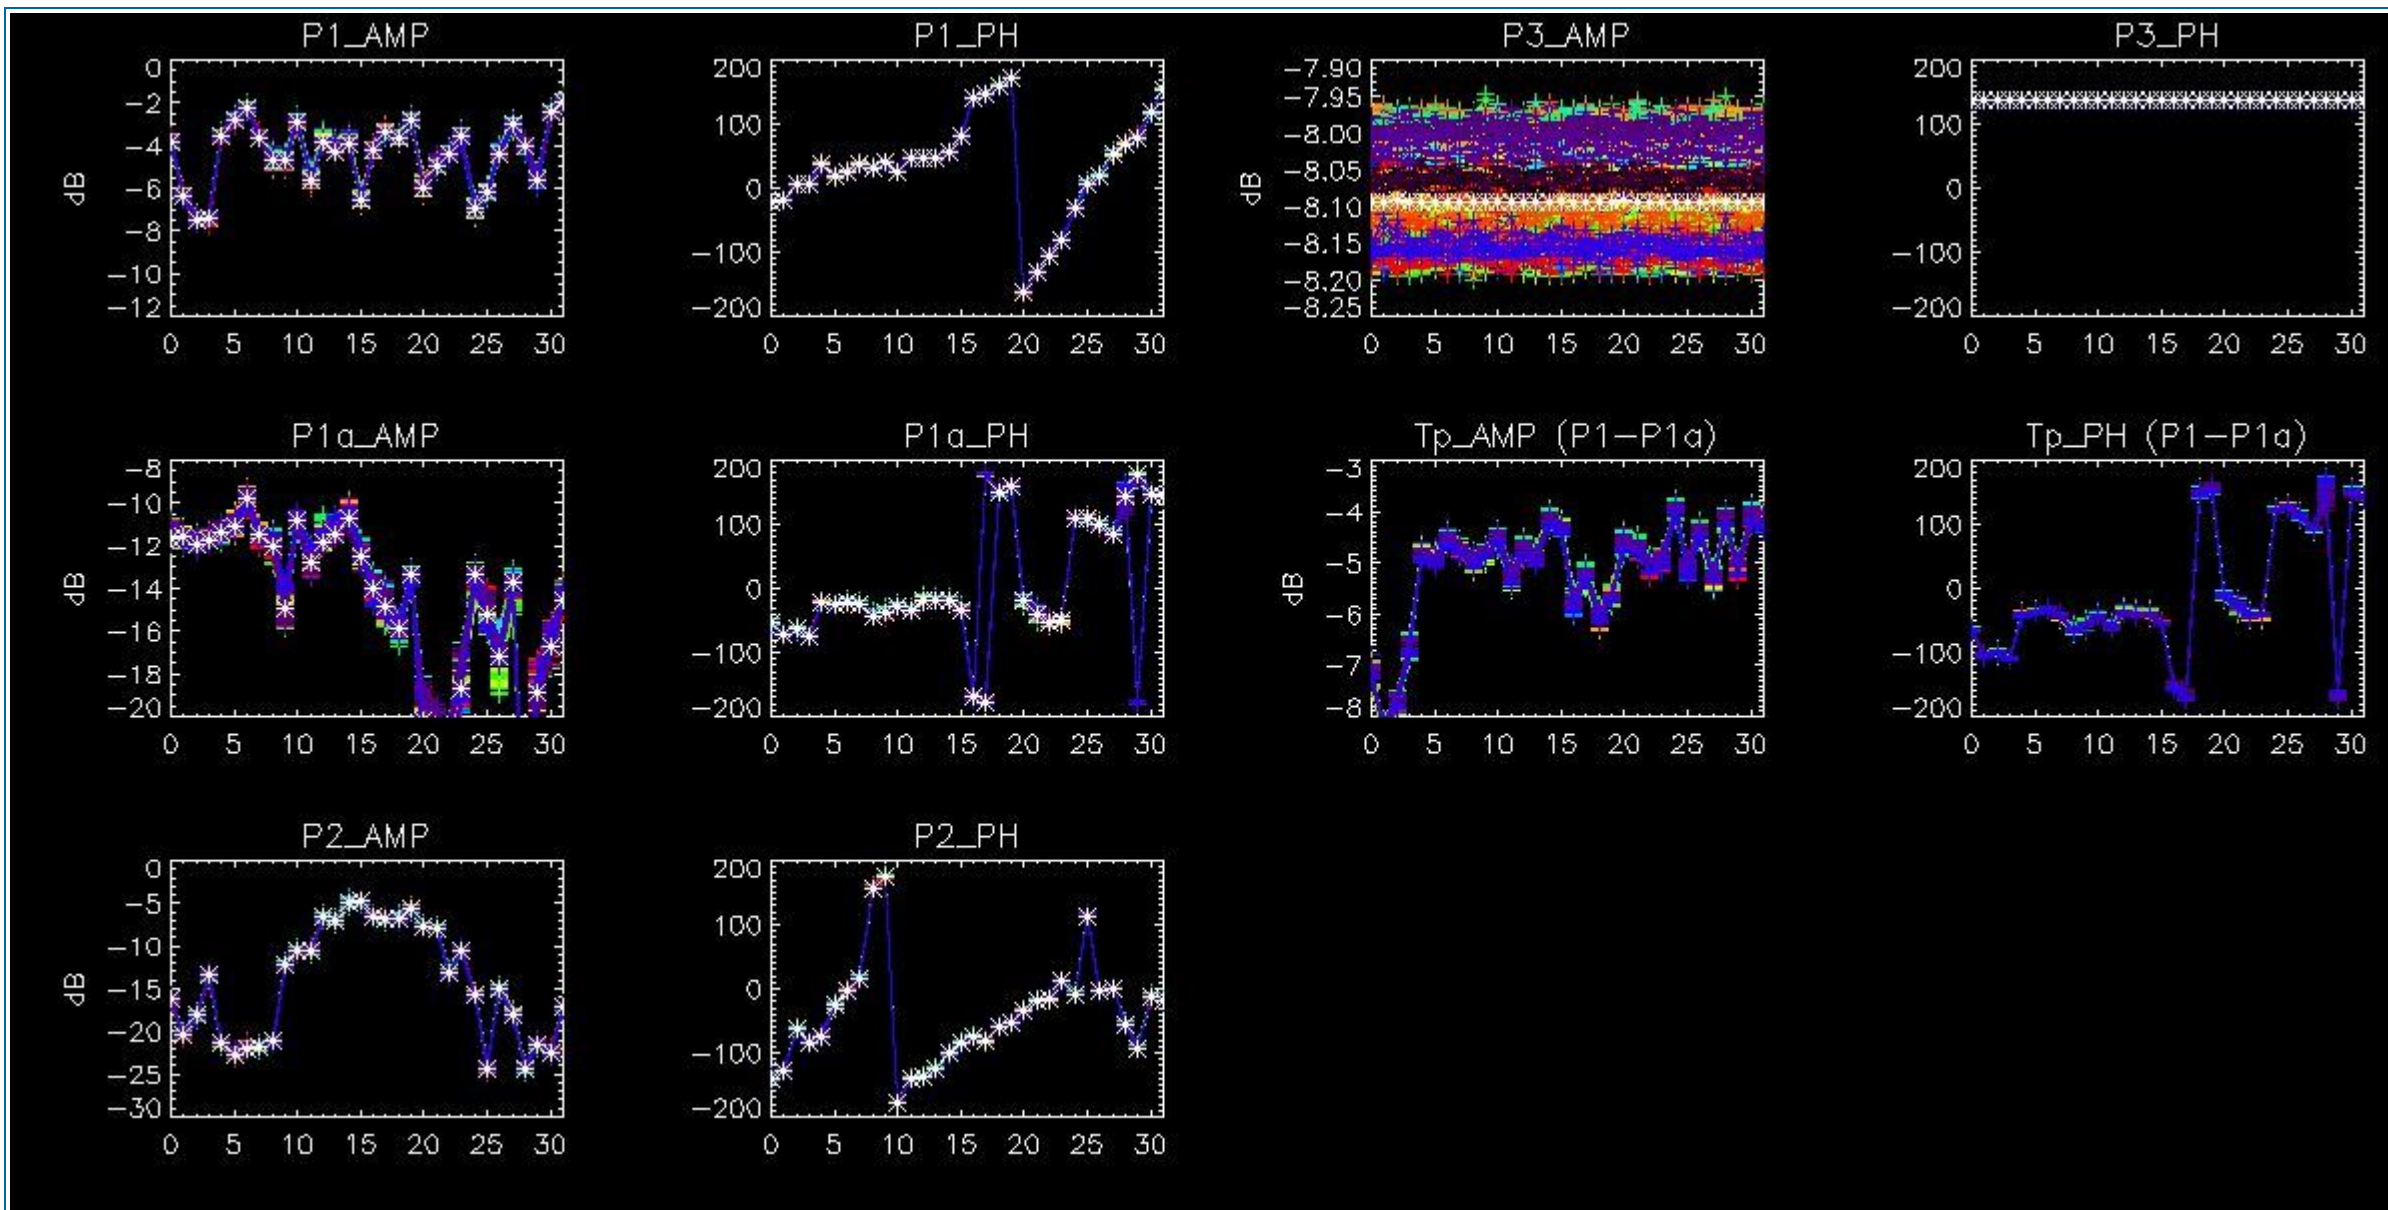 P1_AMP
0
−2
−4
−6
−8
−10
−12
dB
0 5 10 15 20 25 30
P1_PH
200
100
0
−100
−200
0 5 10 15 20 25 30
P3_AMP
−7.90
−7.95
−8.00
−8.05
−8.10
−8.15
−8.20
−8.25
dB
0 5 10 15 20 25 30
P3_PH
200
100
0
−100
−200
0 5 10 15 20 25 30
P1a_AMP
−8
−10
−12
−14
−16
−18
−20
dB
0 5 10 15 20 25 30
P1a_PH
200
100
0
−100
−200
0 5 10 15 20 25 30
Tp_AMP (P1−P1a)
−3
−4
−5
−6
−7
−8
dB
0 5 10 15 20 25 30
Tp_PH (P1−P1a)
200
100
0
−100
−200
0 5 10 15 20 25 30
P2_AMP
0
−5
−10
−15
−20
−25
−30
dB
0 5 10 15 20 25 30
P2_PH
200
100
0
−100
−200
0 5 10 15 20 25 30